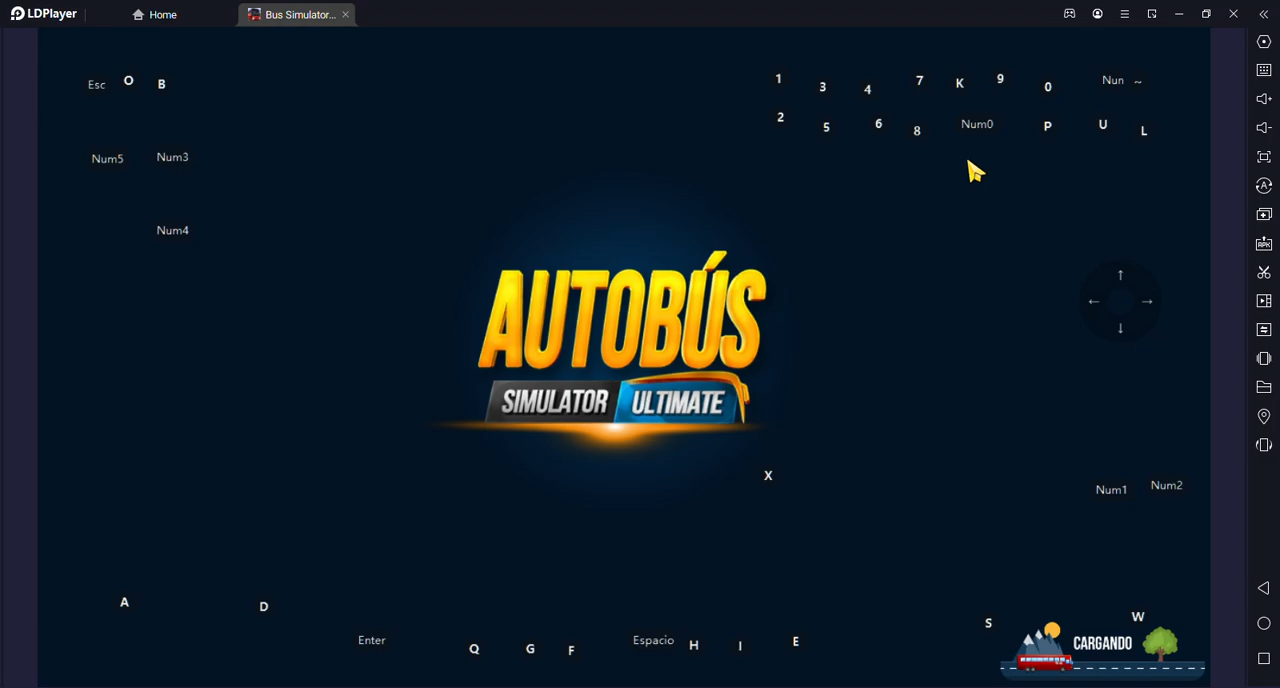 LDPlayer
Home
Bus Simulator...
Esc O B
1 3 4 7 K 9 0 Nun ~
2 5 6 8 Num0 P U L
Num5 Num3
Num4
AUTOBÚS
SIMULATOR ULTIMATE
X
Num1 Num2
A D
S W
Enter Q G F Espacio H I E
CARGANDO